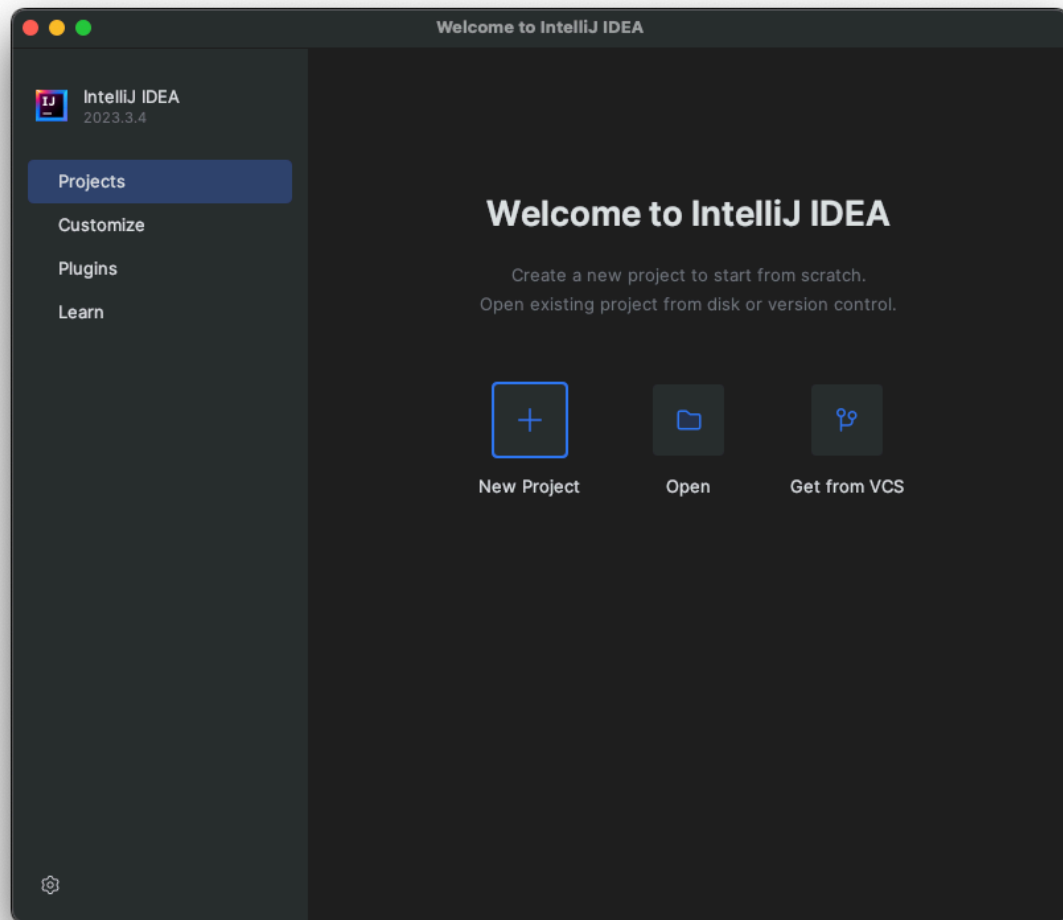 Welcome to IntelliJ IDEA
IJ
IntelliJ IDEA
2023.3.4
Projects
Customize
Plugins
Learn
Welcome to IntelliJ IDEA
Create a new project to start from scratch.
Open existing project from disk or version control.
New Project
Open
Get from VCS